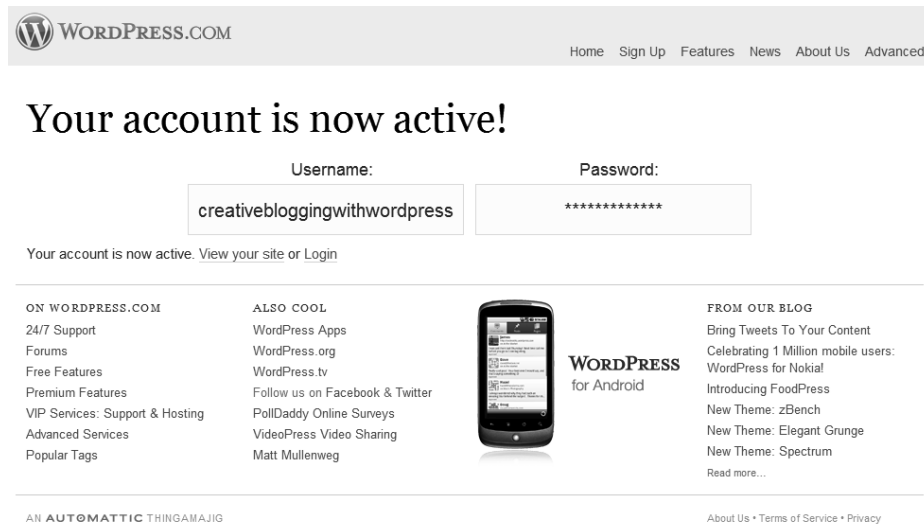 WORDPRESS.COM
Home Sign Up Features News About Us Advanced
Your account is now active!
Username: Password:
creativebloggingwithwordpress *************
Your account is now active. View your site or Login
ON WORDPRESS.COM
24/7 Support
Forums
Free Features
Premium Features
VIP Services: Support & Hosting
Advanced Services
Popular Tags
ALSO COOL
WordPress Apps
WordPress.org
WordPress.tv
Follow us on Facebook & Twitter
PollDaddy Online Surveys
VideoPress Video Sharing
Matt Mullenweg
WORDPRESS
for Android
FROM OUR BLOG
Bring Tweets To Your Content
Celebrating 1 Million mobile users:
WordPress for Nokia!
Introducing FoodPress
New Theme: zBench
New Theme: Elegant Grunge
New Theme: Spectrum
Read more...
AN AUTOMATTIC THINGAMAJIG
About Us • Terms of Service • Privacy